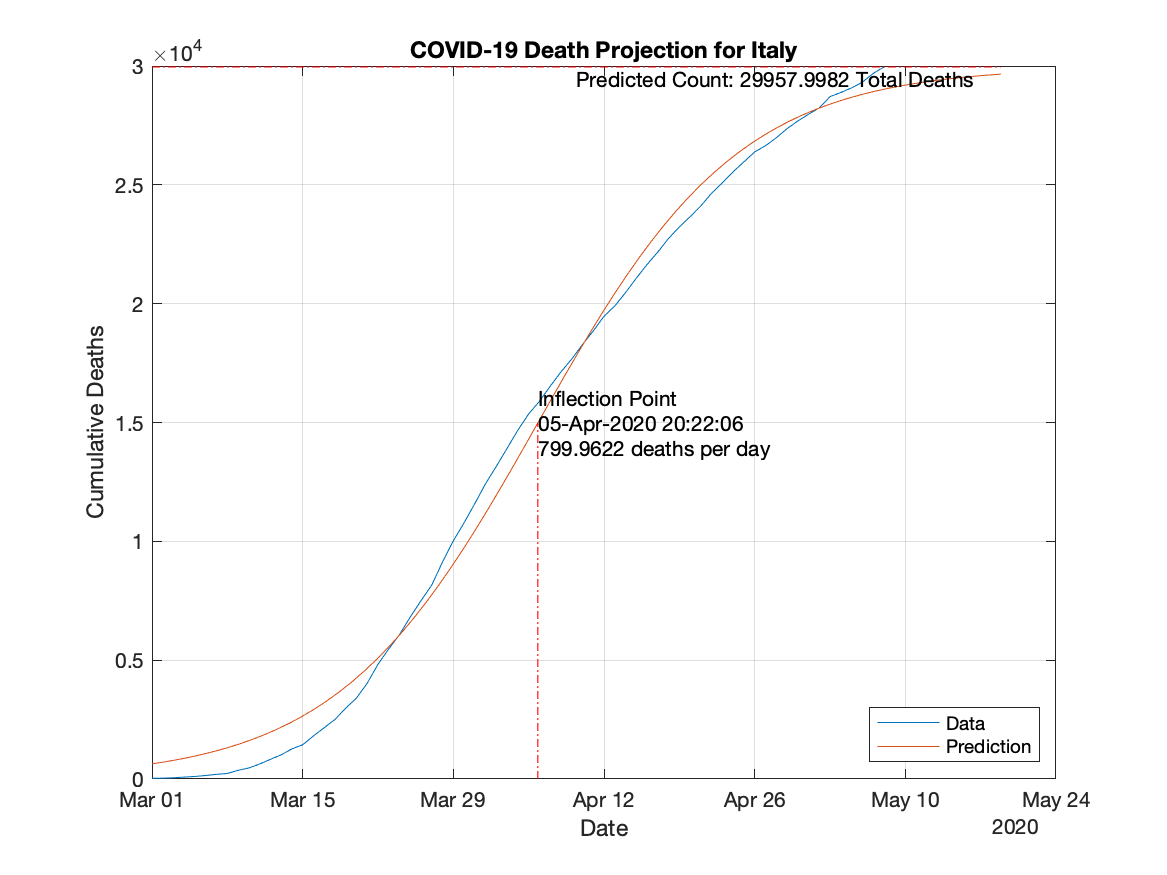 COVID-19 Death Projection for Italy
×10⁴
Predicted Count: 29957.9982 Total Deaths
3
2.5
2
1.5
1
0.5
0
Cumulative Deaths
Inflection Point
05-Apr-2020 20:22:06
799.9622 deaths per day
Data
Prediction
Mar 01 Mar 15 Mar 29 Apr 12 Apr 26 May 10 May 24
Date
2020